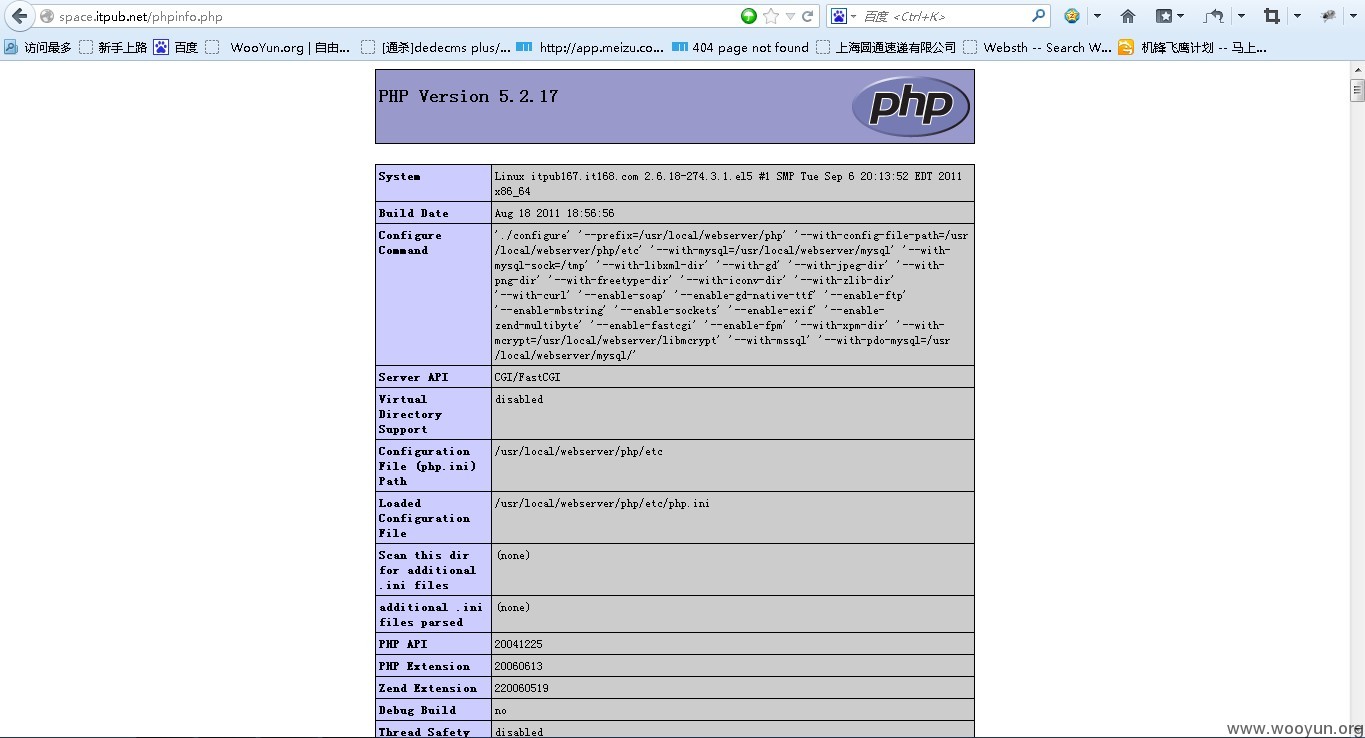 space.itpub.net/phpinfo.php
百度 <Ctrl+K>
访问最多 新手上路 百度 WooYun.org | 自由... [通杀]dedecms plus/... http://app.meizu.co... 404 page not found 上海圆通速递有限公司 Websth -- Search W... 机锋飞鹰计划 -- 马上...
PHP Version 5.2.17
php
System
Linux itpub167.it168.com 2.6.18-274.3.1.el5 #1 SMP Tue Sep 6 20:13:52 EDT 2011
x86_64
Build Date
Aug 18 2011 18:56:56
Configure
Command
'./configure' '--prefix=/usr/local/webserver/php' '--with-config-file-path=/usr
/local/webserver/php/etc' '--with-mysql=/usr/local/webserver/mysql' '--with-
mysql-sock=/tmp' '--with-libxml-dir' '--with-gd' '--with-jpeg-dir' '--with-
png-dir' '--with-freetype-dir' '--with-iconv-dir' '--with-zlib-dir'
'--with-curl' '--enable-soap' '--enable-gd-native-ttf' '--enable-ftp'
'--enable-mbstring' '--enable-sockets' '--enable-exif' '--enable-
zend-multibyte' '--enable-fastcgi' '--enable-fpm' '--with-xpm-dir' '--with-
mcrypt=/usr/local/webserver/libmcrypt' '--with-mssql' '--with-pdo-mysql=/usr
/local/webserver/mysql/'
Server API
CGI/FastCGI
Virtual
Directory
Support
disabled
Configuration
File (php.ini)
Path
/usr/local/webserver/php/etc
Loaded
Configuration
File
/usr/local/webserver/php/etc/php.ini
Scan this dir
for additional
.ini files
(none)
additional .ini
files parsed
(none)
PHP API
20041225
PHP Extension
20060613
Zend Extension
220060519
Debug Build
no
Thread Safety
disabled
www.wooyun.org